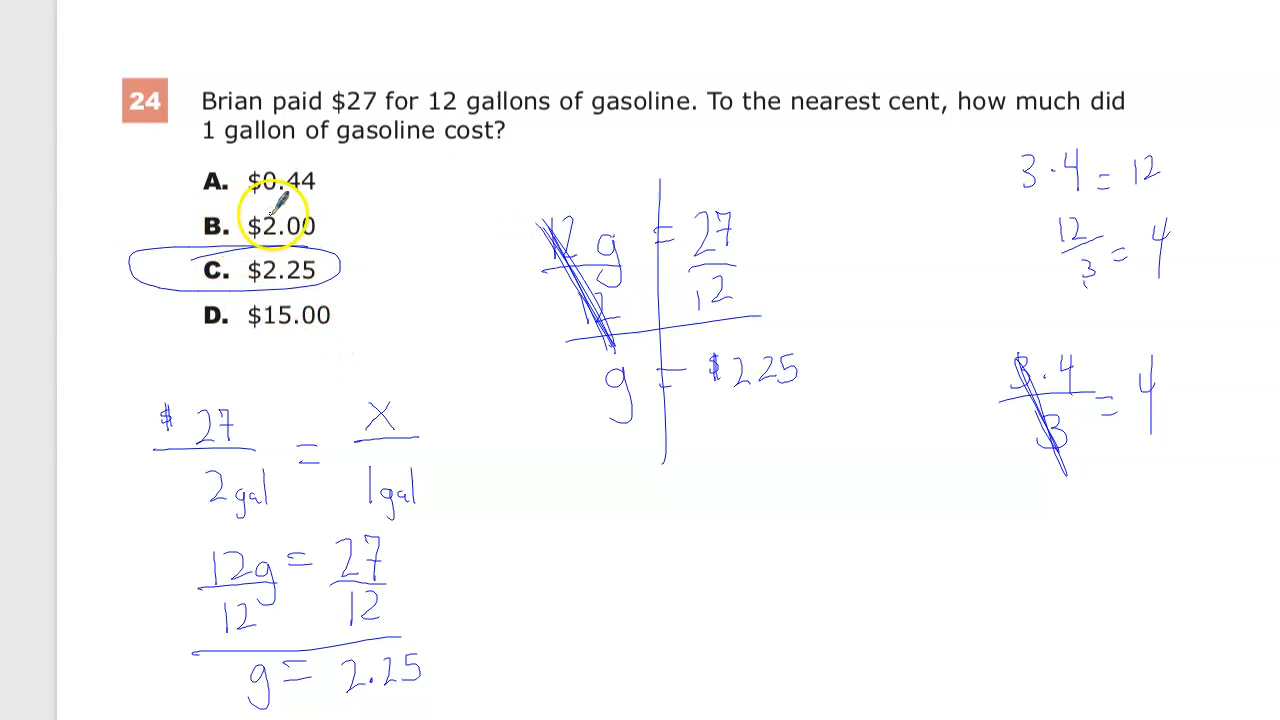 24 Brian paid $27 for 12 gallons of gasoline. To the nearest cent, how much did
1 gallon of gasoline cost?
A. $0.44
B. $2.00
C. $2.25
D. $15.00
12g = 27
12 12
g = $2.25
3 · 4 = 12
12
3 = 4
3 · 4
3 = 4
$27 = X
2gal 1gal
12g = 27
12 12
g = 2.25